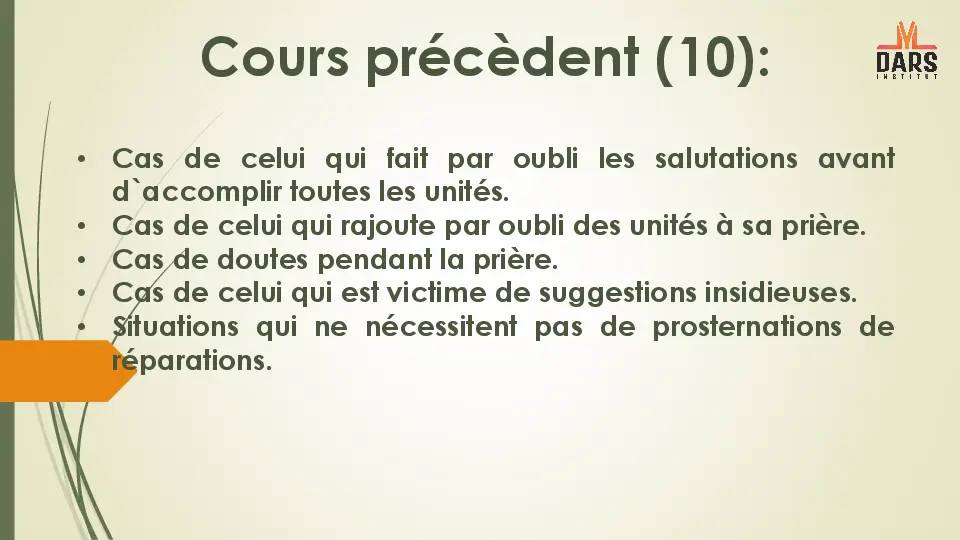 Cours précèdent (10):
DARS
INSTITUT
• Cas de celui qui fait par oubli les salutations avant
d`accomplir toutes les unités.
• Cas de celui qui rajoute par oubli des unités à sa prière.
• Cas de doutes pendant la prière.
• Cas de celui qui est victime de suggestions insidieuses.
• Situations qui ne nécessitent pas de prosternations de
réparations.